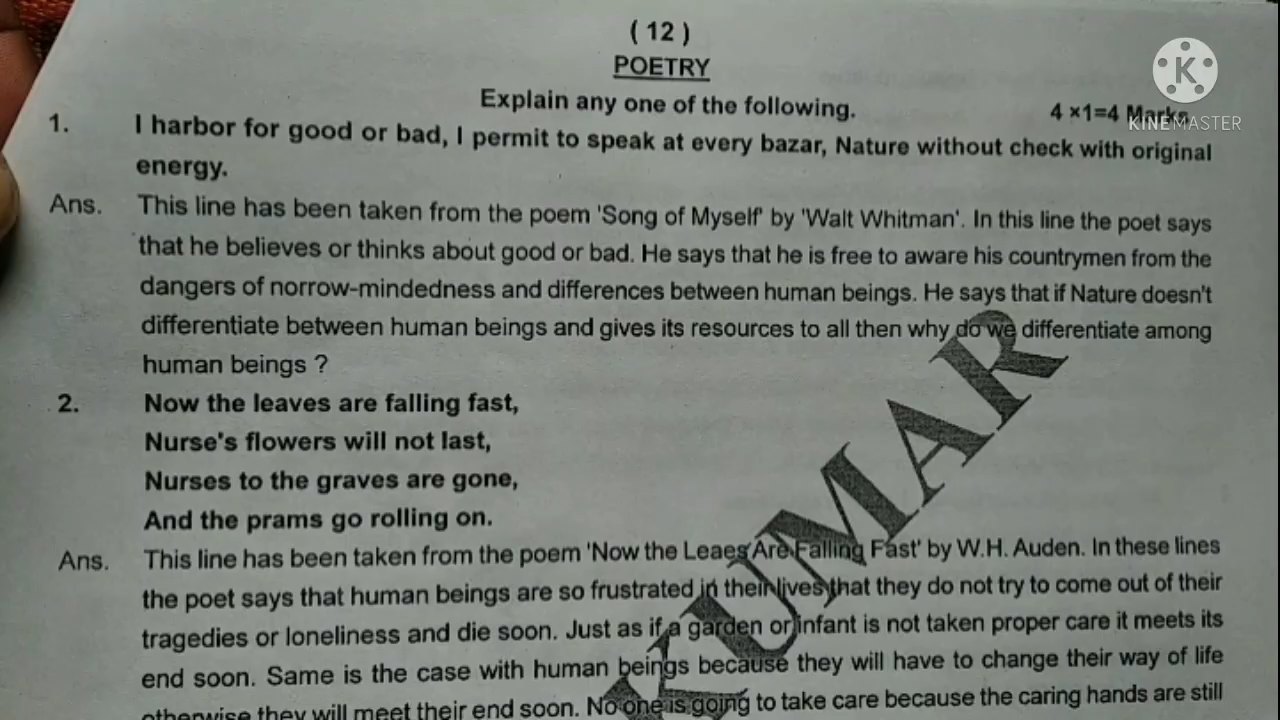 ( 12 )
POETRY
Explain any one of the following.
4 ×1=4 Marks
K
KINEMASTER
1. I harbor for good or bad, I permit to speak at every bazar, Nature without check with original
energy.
Ans. This line has been taken from the poem 'Song of Myself' by 'Walt Whitman'. In this line the poet says
that he believes or thinks about good or bad. He says that he is free to aware his countrymen from the
dangers of norrow-mindedness and differences between human beings. He says that if Nature doesn't
differentiate between human beings and gives its resources to all then why do we differentiate among
human beings ?
2. Now the leaves are falling fast,
Nurse's flowers will not last,
Nurses to the graves are gone,
And the prams go rolling on.
Ans. This line has been taken from the poem 'Now the Leaes Are Falling Fast' by W.H. Auden. In these lines
the poet says that human beings are so frustrated in their lives that they do not try to come out of their
tragedies or loneliness and die soon. Just as if a garden or infant is not taken proper care it meets its
end soon. Same is the case with human beings because they will have to change their way of life
otherwise they will meet their end soon. No one is going to take care because the caring hands are still
KUMAR